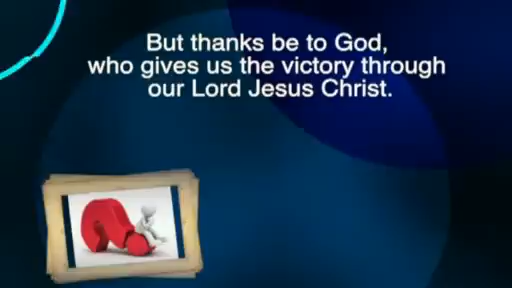 But thanks be to God,
who gives us the victory through
our Lord Jesus Christ.